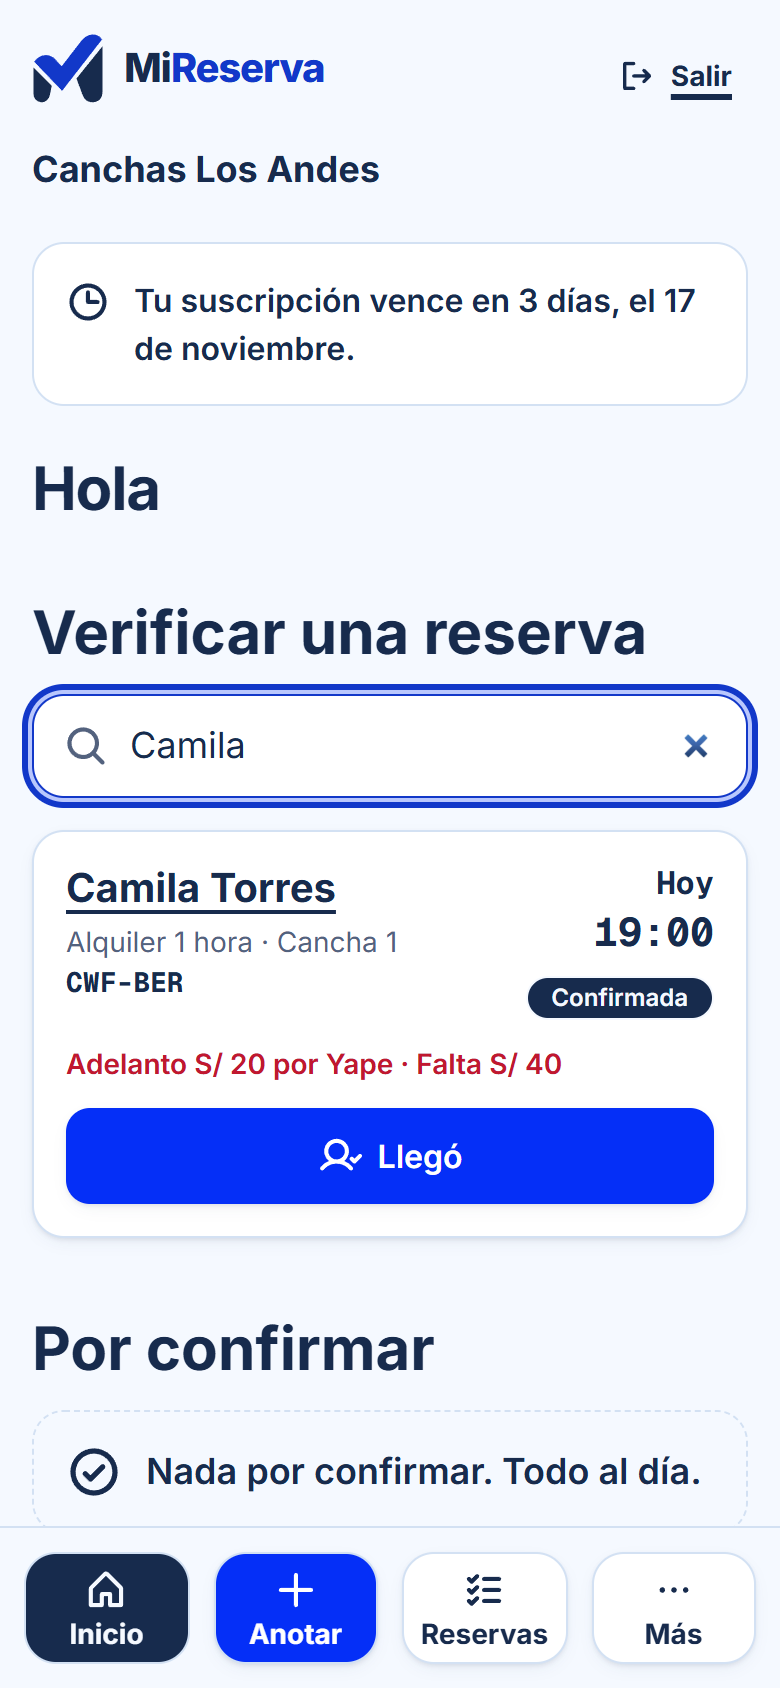 MiReserva
Salir
Canchas Los Andes
Tu suscripción vence en 3 días, el 17
de noviembre.
Hola
Verificar una reserva
Camila
Camila Torres
Hoy
Alquiler 1 hora · Cancha 1
19:00
CWF-BER
Confirmada
Adelanto S/ 20 por Yape · Falta S/ 40
Llegó
Por confirmar
Nada por confirmar. Todo al día.
Inicio
Anotar
Reservas
Más